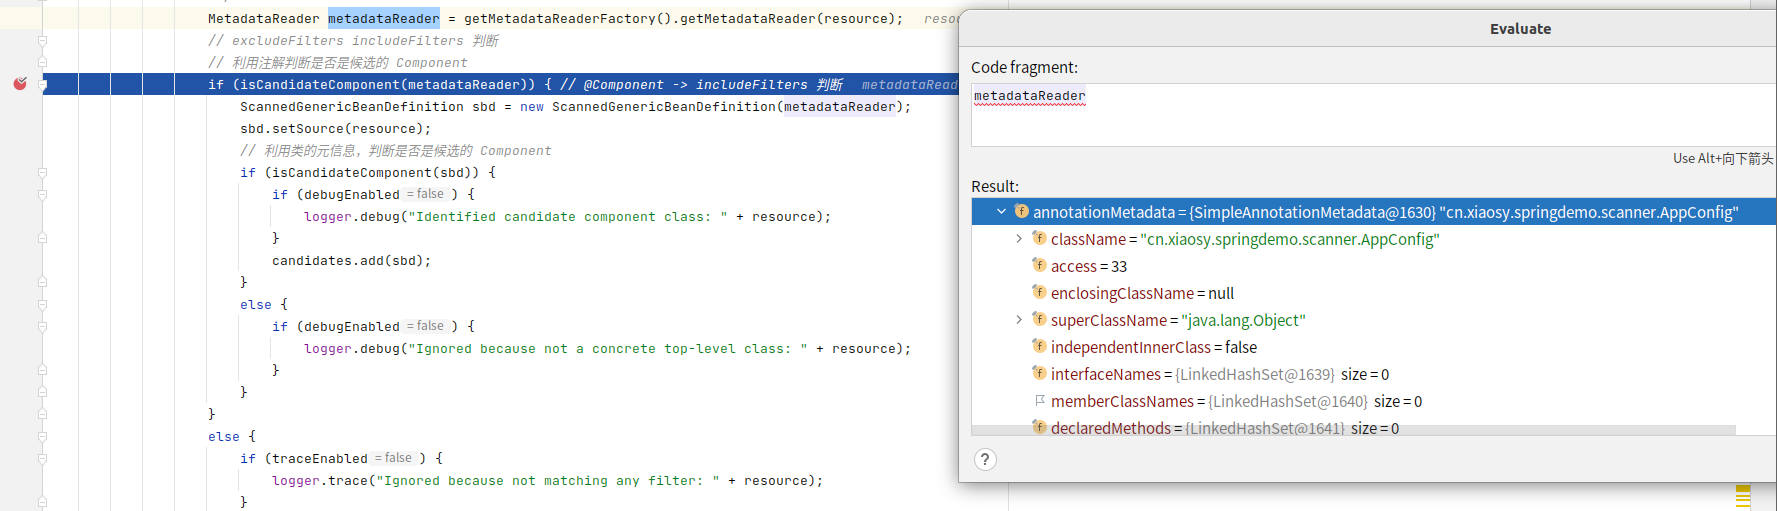 MetadataReader metadataReader = getMetadataReaderFactory().getMetadataReader(resource);
// excludeFilters includeFilters 判断
// 利用注解判断是否是候选的 Component
if (isCandidateComponent(metadataReader)) { // @Component -> includeFilters 判断 metadataRead
ScannedGenericBeanDefinition sbd = new ScannedGenericBeanDefinition(metadataReader);
sbd.setSource(resource);
// 利用类的元信息，判断是否是候选的 Component
if (isCandidateComponent(sbd)) {
if (debugEnabled = false ) {
logger.debug("Identified candidate component class: " + resource);
}
candidates.add(sbd);
}
else {
if (debugEnabled = false ) {
logger.debug("Ignored because not a concrete top-level class: " + resource);
}
}
}
else {
if (traceEnabled = false ) {
logger.trace("Ignored because not matching any filter: " + resource);
}
Evaluate
Code fragment:
metadataReader
Use Alt+向下箭头
Result:
annotationMetadata = {SimpleAnnotationMetadata@1630} "cn.xiaosy.springdemo.scanner.AppConfig"
className = "cn.xiaosy.springdemo.scanner.AppConfig"
access = 33
enclosingClassName = null
superClassName = "java.lang.Object"
independentInnerClass = false
interfaceNames = {LinkedHashSet@1639} size = 0
memberClassNames = {LinkedHashSet@1640} size = 0
declaredMethods = {LinkedHashSet@1641} size = 0
?